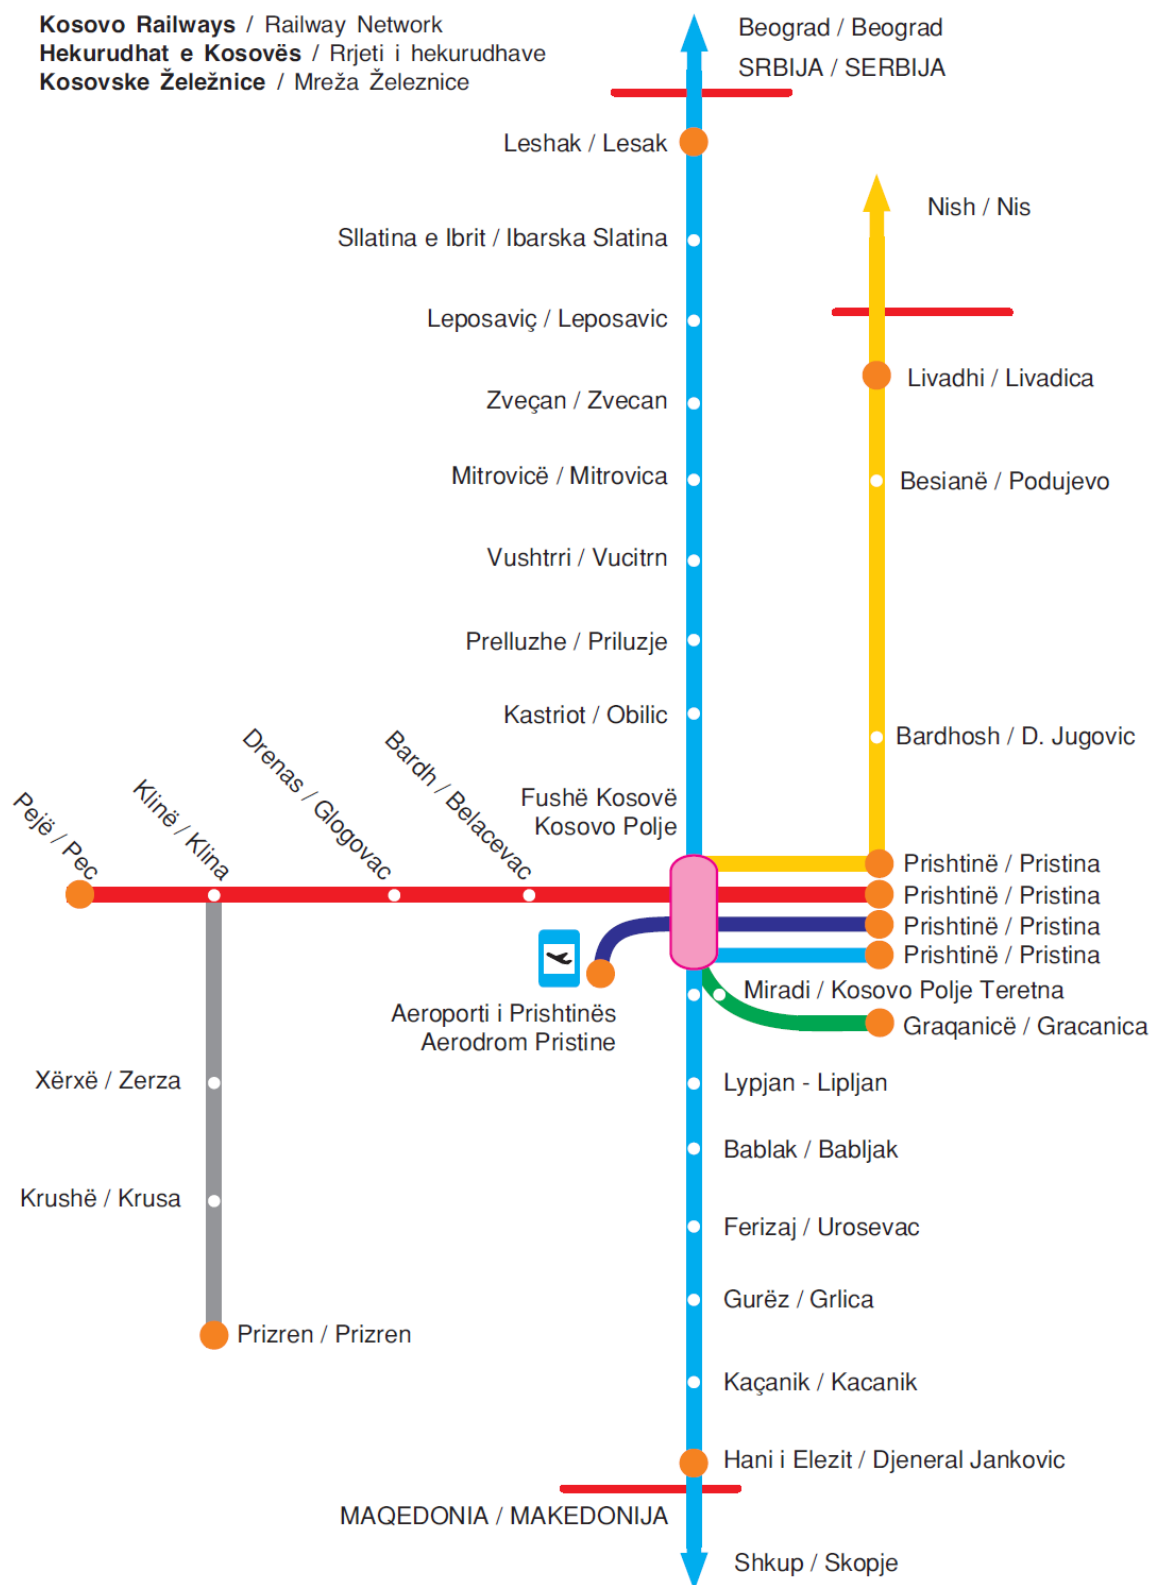 Kosovo Railways / Railway Network
Hekurudhat e Kosovës / Rrjeti i hekurudhave
Kosovske Železnice / Mreža Železnice
Beograd / Beograd
SRBIJA / SERBIJA
Leshak / Lesak
Nish / Nis
Sllatina e Ibrit / Ibarska Slatina
Leposaviç / Leposavic
Livadhi / Livadica
Zveçan / Zvecan
Mitrovicë / Mitrovica
Besianë / Podujevo
Vushtrri / Vucitrn
Prelluzhe / Priluzje
Kastriot / Obilic
Bardhosh / D. Jugovic
Pejë / Pec
Klinë / Klina
Drenas / Glogovac
Bardh / Belacevac
Fushë Kosovë
Kosovo Polje
Prishtinë / Pristina
Prishtinë / Pristina
Prishtinë / Pristina
Prishtinë / Pristina
Miradi / Kosovo Polje Teretna
Aeroporti i Prishtinës
Aerodrom Pristine
Graqanicë / Gracanica
Xërxë / Zerza
Lypjan - Lipljan
Bablak / Babljak
Krushë / Krusa
Ferizaj / Urosevac
Gurëz / Grlica
Prizren / Prizren
Kaçanik / Kacanik
Hani i Elezit / Djeneral Jankovic
MAQEDONIA / MAKEDONIJA
Shkup / Skopje